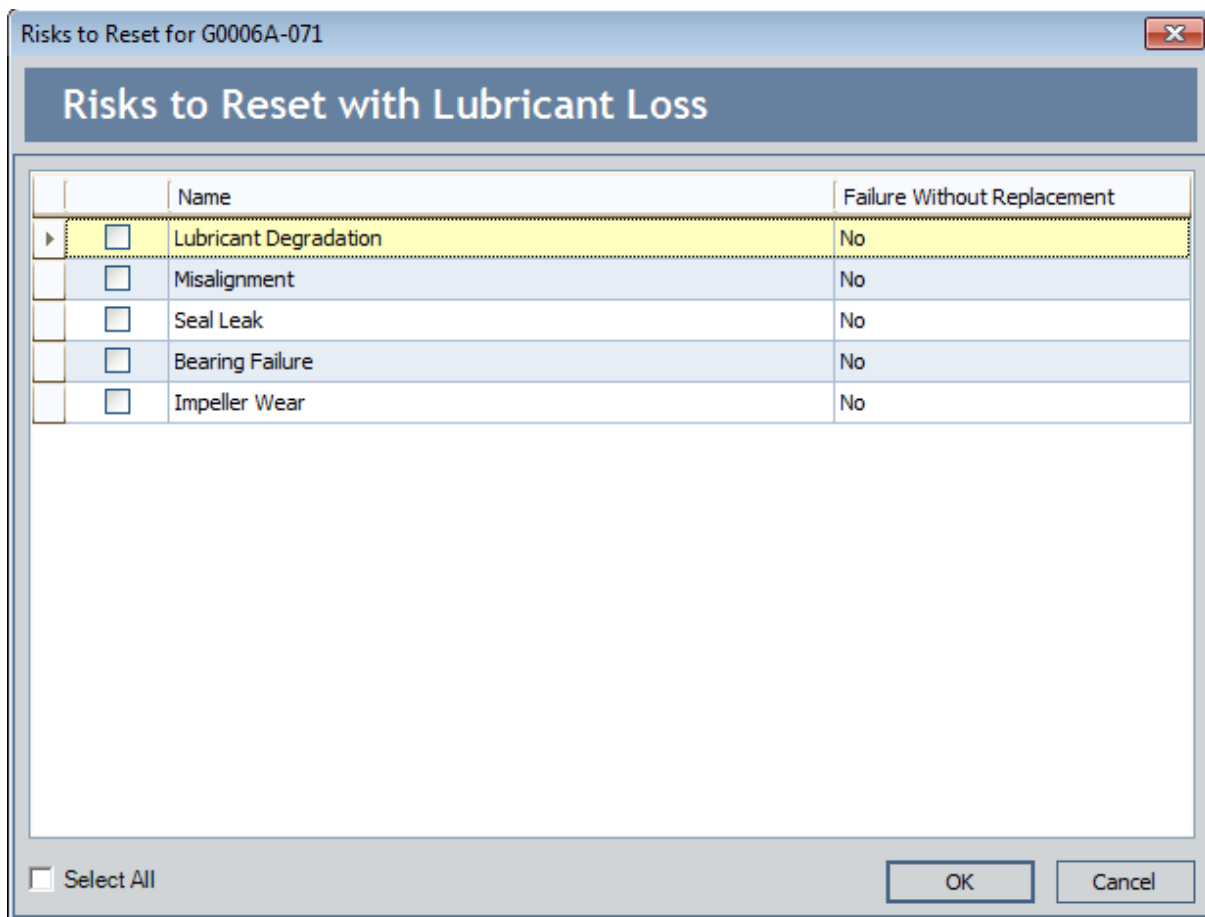 Risks to Reset for G0006A-071
Risks to Reset with Lubricant Loss
Name Failure Without Replacement
Lubricant Degradation No
Misalignment No
Seal Leak No
Bearing Failure No
Impeller Wear No
Select All OK Cancel